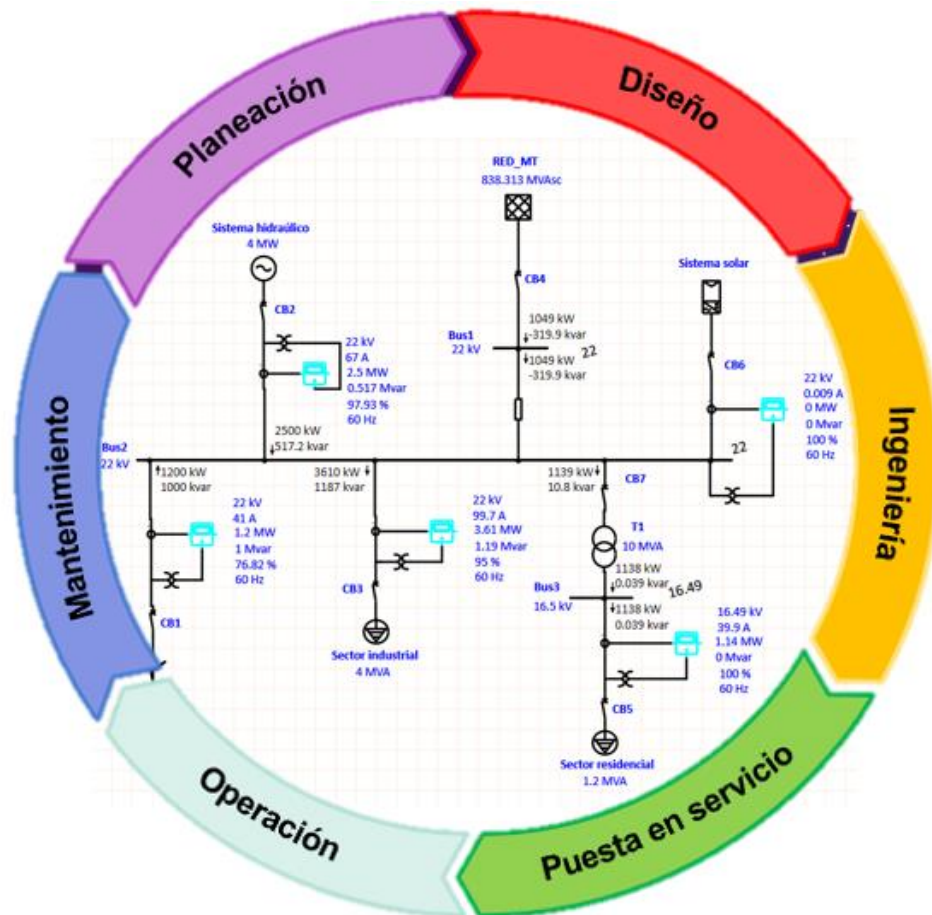 Planeación
Diseño
Ingeniería
Puesta en servicio
Operación
Mantenimiento
RED_MT
838.313 MVAsc
Sistema hidraúlico
4 MW
CB2
22 kV
67 A
2.5 MW
0.517 Mvar
97.93 %
60 Hz
2500 kW
517.2 kvar
CB4
1049 kW
-319.9 kvar
Bus1
22 kV
22
1049 kW
-319.9 kvar
Sistema solar
CB6
22 kV
0.009 A
0 MW
0 Mvar
100 %
60 Hz
Bus2
22 kV
22
1200 kW
1000 kvar
22 kV
41 A
1.2 MW
1 Mvar
76.82 %
60 Hz
CB1
3610 kW
1187 kvar
22 kV
99.7 A
3.61 MW
1.19 Mvar
95 %
60 Hz
CB3
Sector industrial
4 MVA
1139 kW
10.8 kvar
CB7
T1
10 MVA
1138 kW
0.039 kvar
Bus3
16.5 kV
16.49
1138 kW
0.039 kvar
16.49 kV
39.9 A
1.14 MW
0 Mvar
100 %
60 Hz
CB5
Sector residencial
1.2 MVA